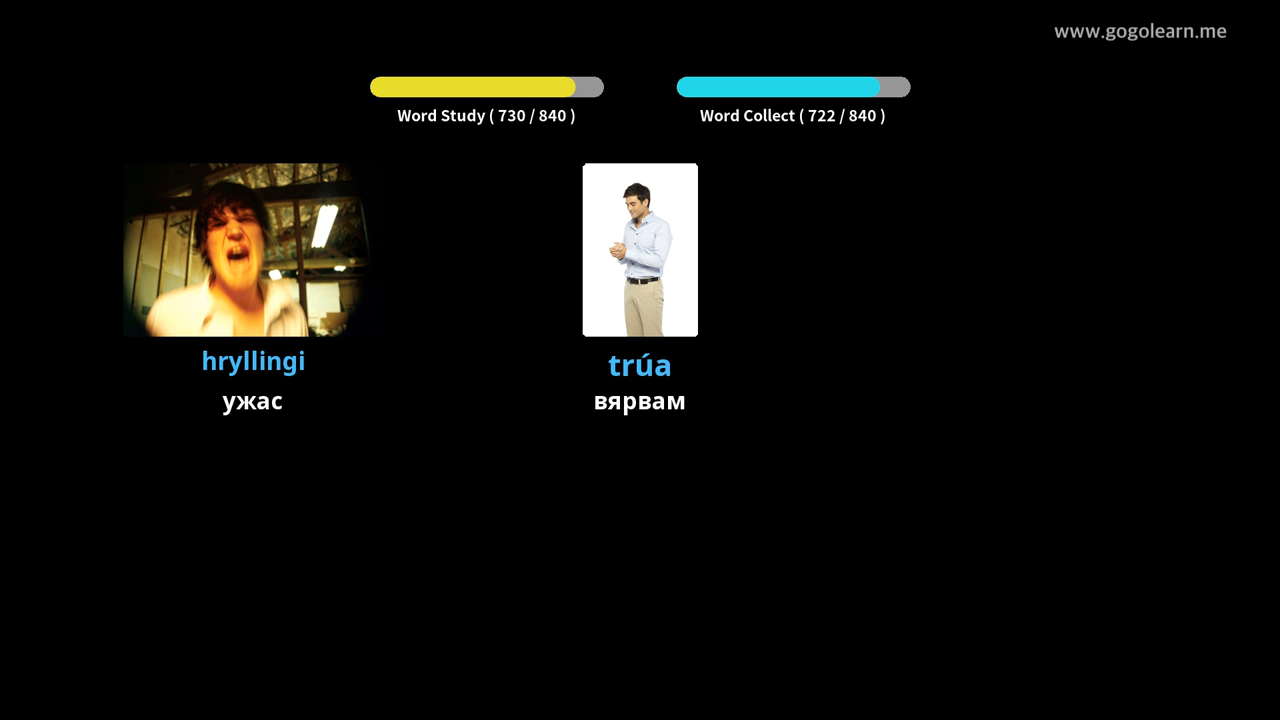 www.gogolearn.me
Word Study ( 730 / 840 )
Word Collect ( 722 / 840 )
hryllingi
ужас
trúa
вярвам